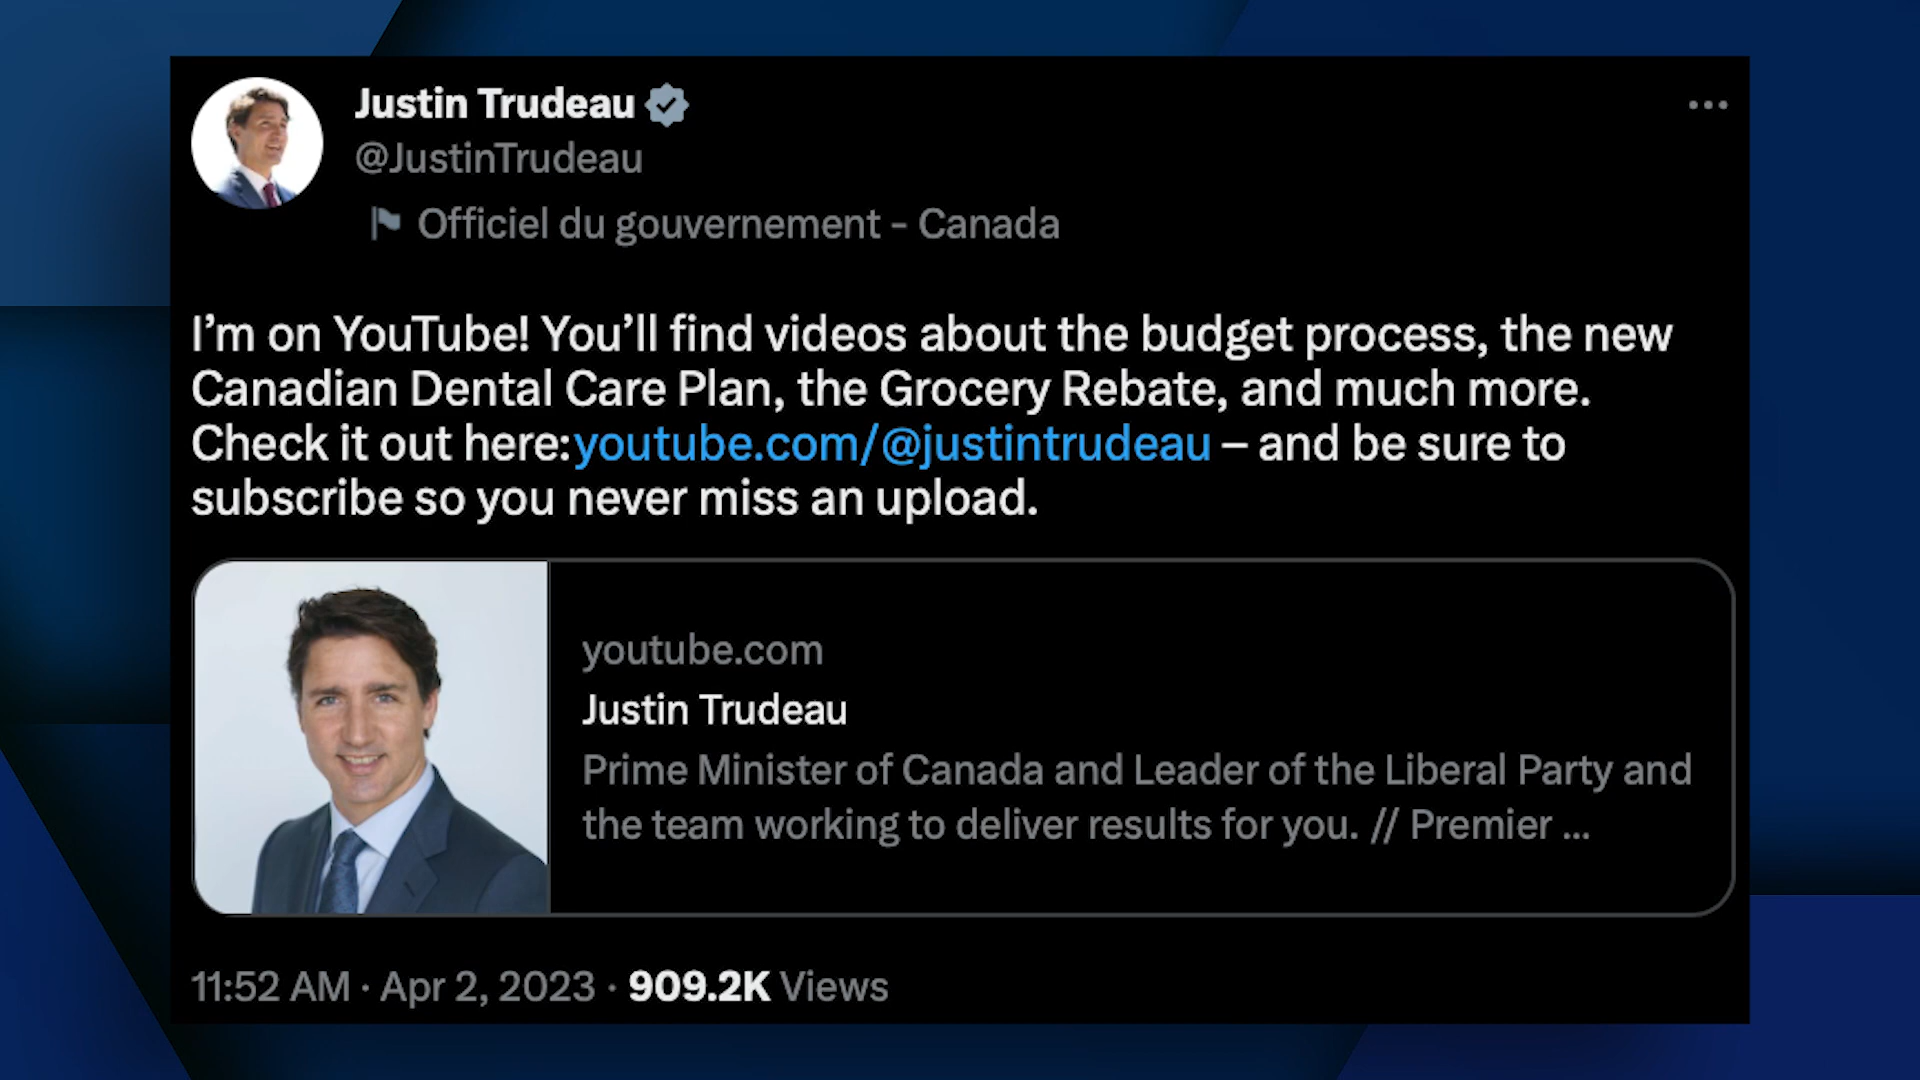 Justin Trudeau
@JustinTrudeau
Officiel du gouvernement - Canada
I’m on YouTube! You’ll find videos about the budget process, the new
Canadian Dental Care Plan, the Grocery Rebate, and much more.
Check it out here:youtube.com/@justintrudeau – and be sure to
subscribe so you never miss an upload.
youtube.com
Justin Trudeau
Prime Minister of Canada and Leader of the Liberal Party and
the team working to deliver results for you. // Premier ...
11:52 AM · Apr 2, 2023 · 909.2K Views